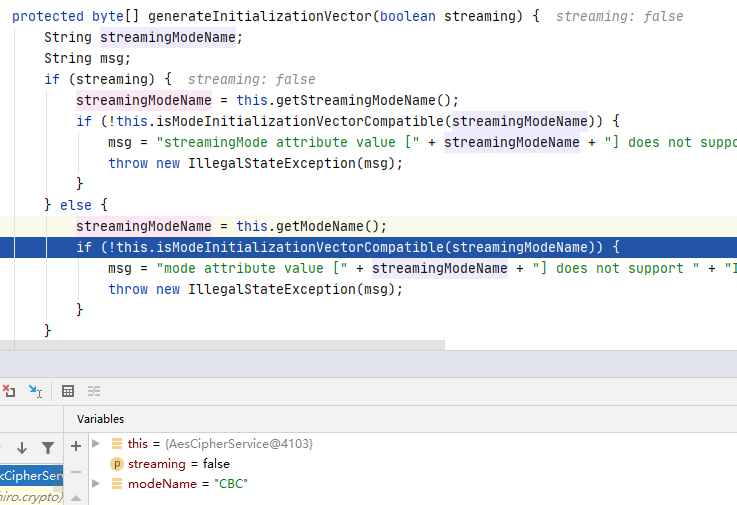 protected byte[] generateInitializationVector(boolean streaming) {  streaming: false
String streamingModeName;
String msg;
if (streaming) {  streaming: false
streamingModeName = this.getStreamingModeName();
if (!this.isModeInitializationVectorCompatible(streamingModeName)) {
msg = "streamingMode attribute value [" + streamingModeName + "] does not suppo
throw new IllegalStateException(msg);
}
} else {
streamingModeName = this.getModeName();
if (!this.isModeInitializationVectorCompatible(streamingModeName)) {
msg = "mode attribute value [" + streamingModeName + "] does not support " + "I
throw new IllegalStateException(msg);
}
}
Variables
this = {AesCipherService@4103}
streaming = false
kCipherServ
modeName = "CBC"
hiro.crypto)